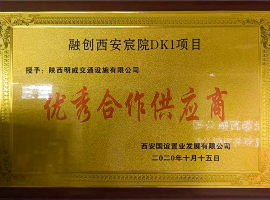 融创西安宸院DK1项目
授予：陕西明威交通设施有限公司
优秀合作供应商
西安国谊置业发展有限公司
二〇二〇年十月十五日